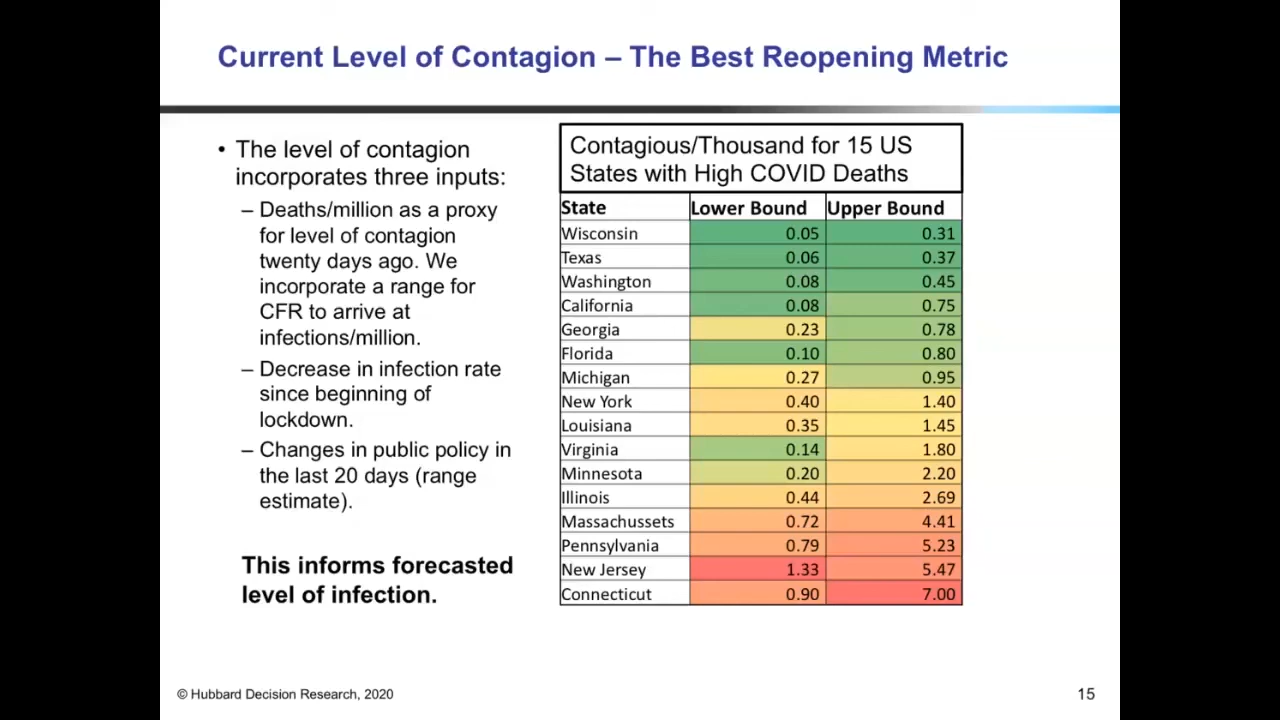 Current Level of Contagion – The Best Reopening Metric
• The level of contagion
incorporates three inputs:
– Deaths/million as a proxy
for level of contagion
twenty days ago. We
incorporate a range for
CFR to arrive at
infections/million.
– Decrease in infection rate
since beginning of
lockdown.
– Changes in public policy in
the last 20 days (range
estimate).
This informs forecasted
level of infection.
Contagious/Thousand for 15 US
States with High COVID Deaths
State Lower Bound Upper Bound
Wisconsin 0.05 0.31
Texas 0.06 0.37
Washington 0.08 0.45
California 0.08 0.75
Georgia 0.23 0.78
Florida 0.10 0.80
Michigan 0.27 0.95
New York 0.40 1.40
Louisiana 0.35 1.45
Virginia 0.14 1.80
Minnesota 0.20 2.20
Illinois 0.44 2.69
Massachussets 0.72 4.41
Pennsylvania 0.79 5.23
New Jersey 1.33 5.47
Connecticut 0.90 7.00
© Hubbard Decision Research, 2020
15